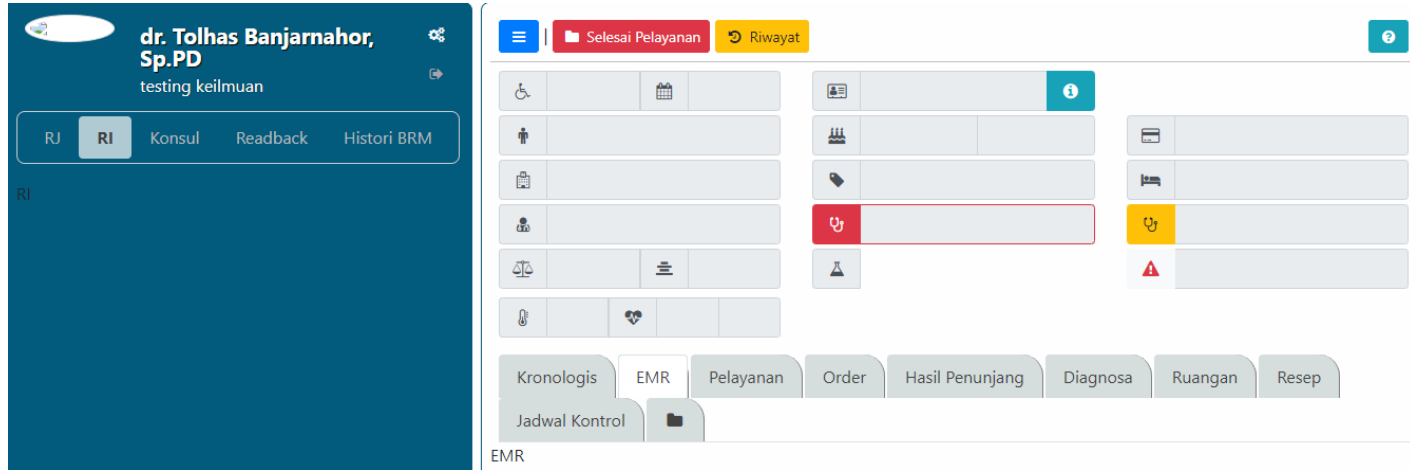 dr. Tolhas Banjarnahor,
Sp.PD
testing keilmuan
RJ RI Konsul Readback Histori BRM
RI
| Selesai Pelayanan Riwayat
Kronologis EMR Pelayanan Order Hasil Penunjang Diagnosa Ruangan Resep
Jadwal Kontrol
EMR